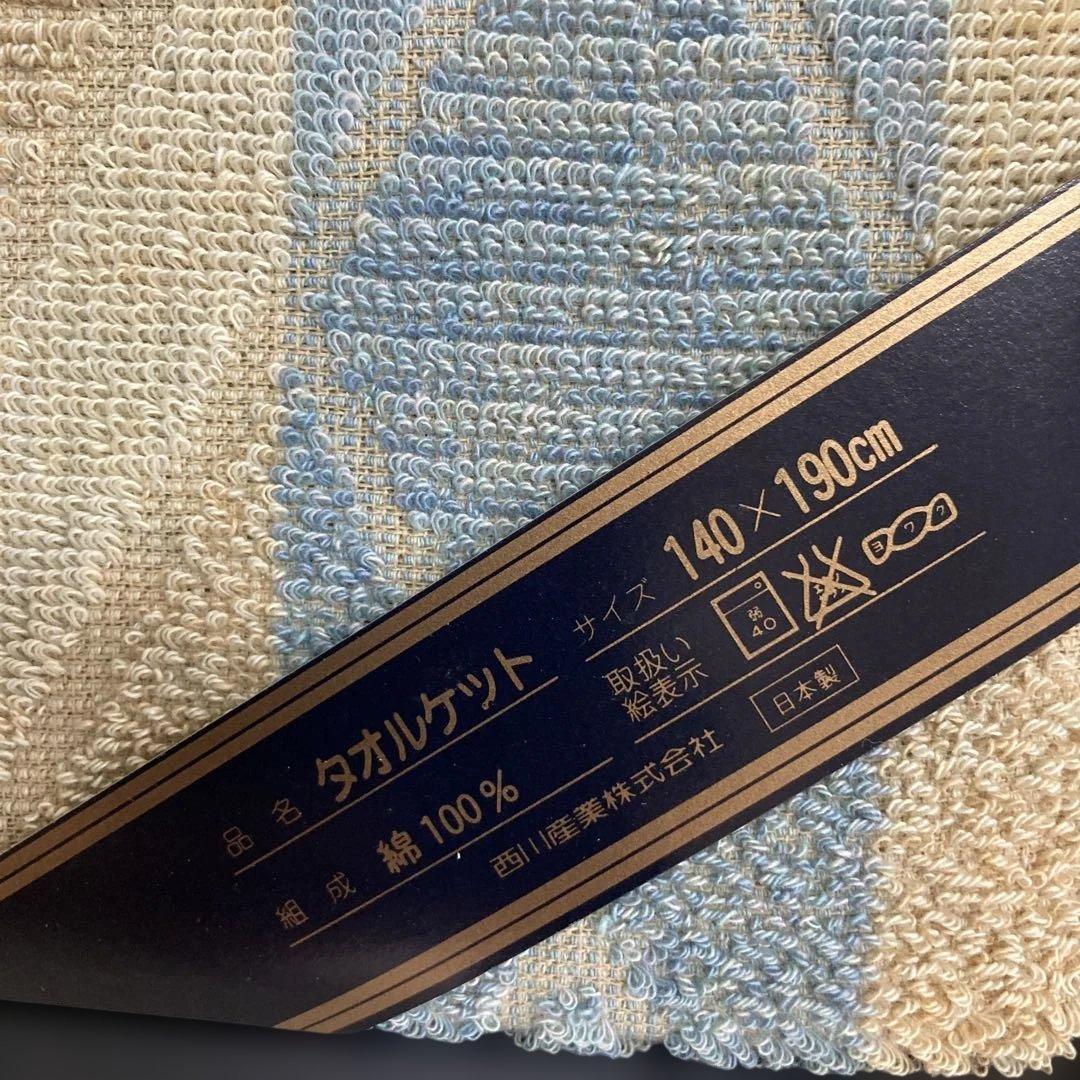 品名 タオルケット
組成 綿100%
西川産業株式会社
サイズ 140×190cm
取扱い
絵表示
弱
40
ヨワク
日本製